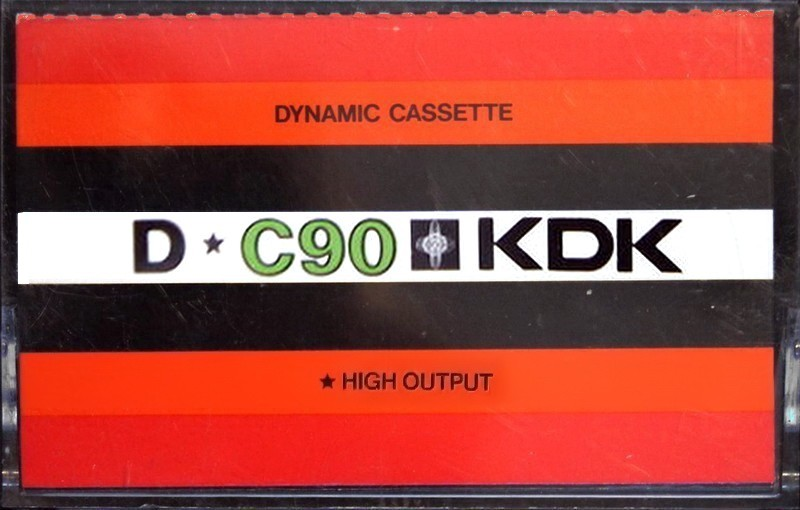 DYNAMIC CASSETTE
D ★ C90 KDK
★ HIGH OUTPUT